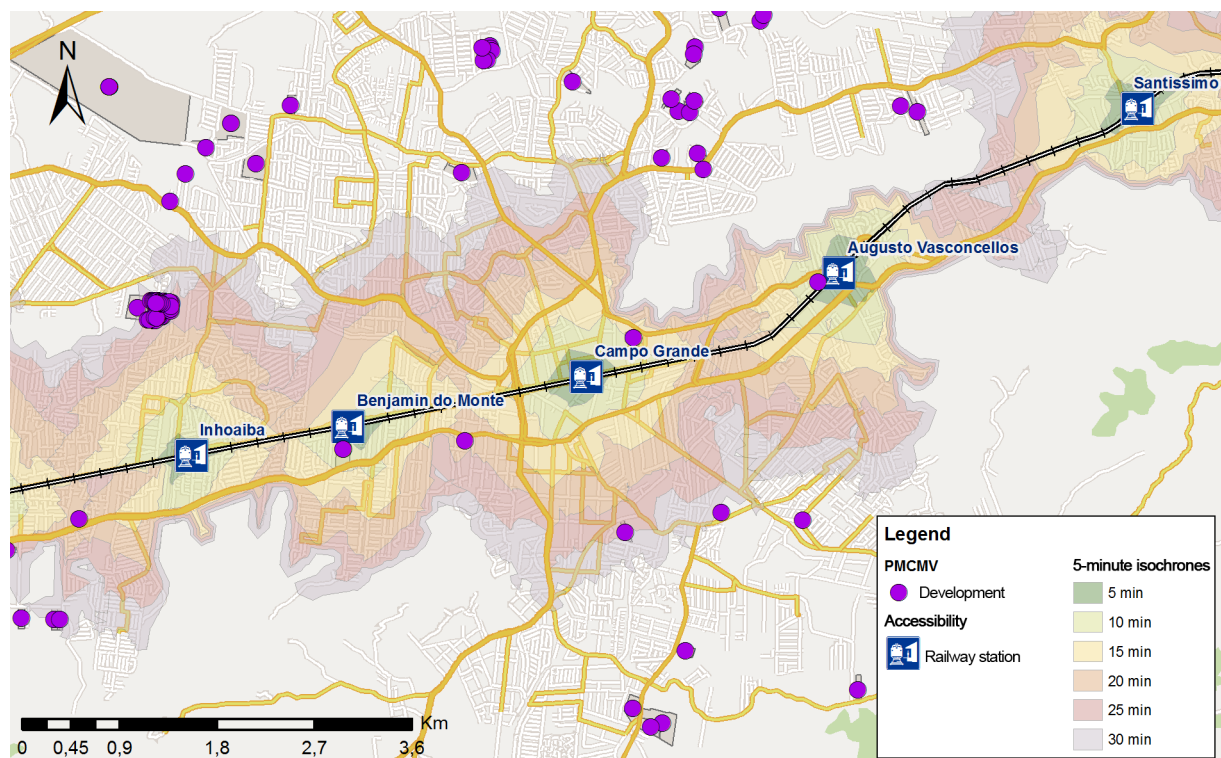 N
Santissimo
Augusto Vasconcellos
Campo Grande
Benjamin do Monte
Inhoaiba
Legend
PMCMV
Development
Accessibility
Railway station
5-minute isochrones
5 min
10 min
15 min
20 min
25 min
30 min
Km
0 0,45 0,9 1,8 2,7 3,6